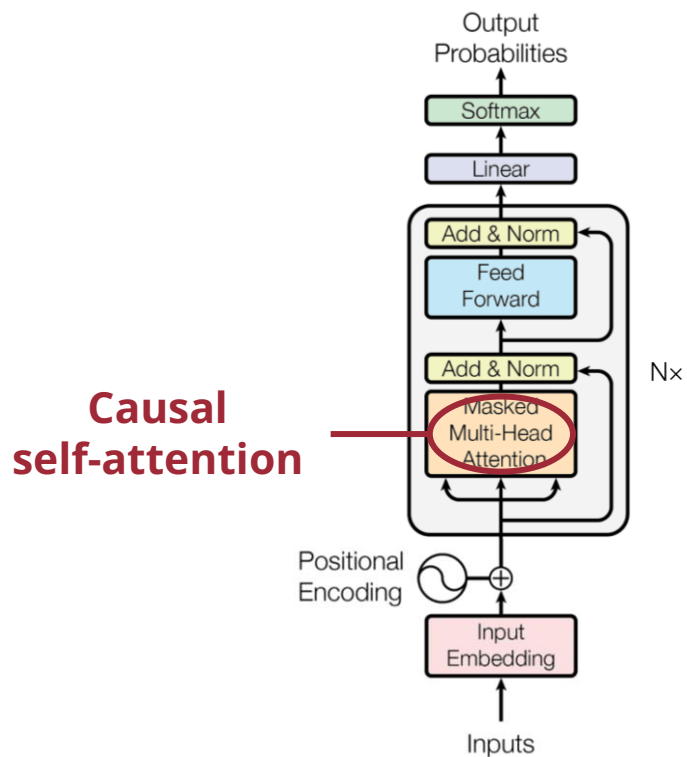 Output
Probabilities
Softmax
Linear
Add & Norm
Feed
Forward
Add & Norm
N×
Masked
Multi-Head
Attention
Causal
self-attention
Positional
Encoding
Input
Embedding
Inputs